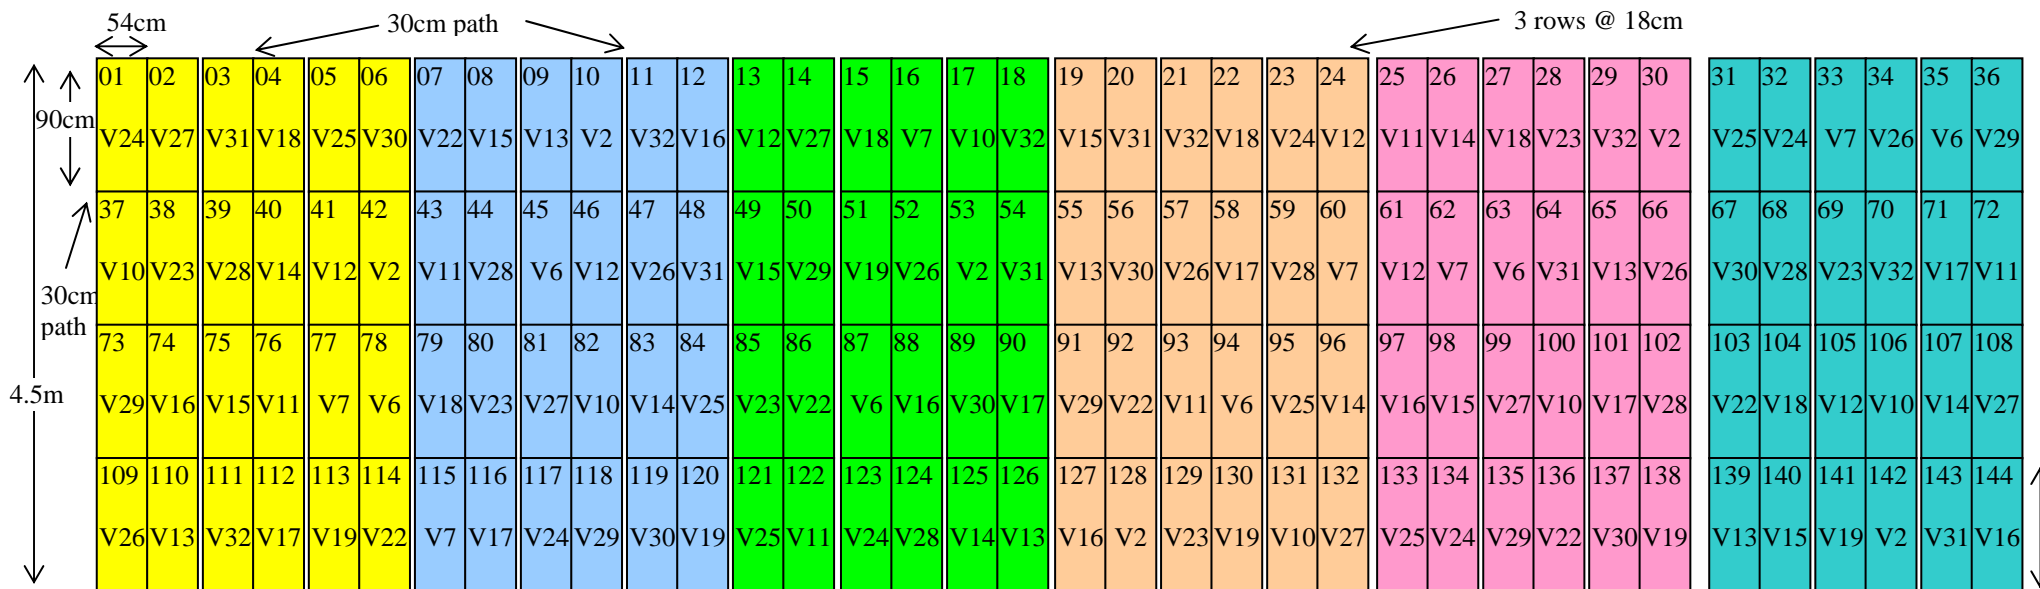 54cm 30cm path 3 rows @ 18cm
01 02 03 04 05 06 07 08 09 10 11 12 13 14 15 16 17 18 19 20 21 22 23 24 25 26 27 28 29 30 31 32 33 34 35 36
90cm
V24 V27 V31 V18 V25 V30 V22 V15 V13 V2 V32 V16 V12 V27 V18 V7 V10 V32 V15 V31 V32 V18 V24 V12 V11 V14 V18 V23 V32 V2 V25 V24 V7 V26 V6 V29
37 38 39 40 41 42 43 44 45 46 47 48 49 50 51 52 53 54 55 56 57 58 59 60 61 62 63 64 65 66 67 68 69 70 71 72
V10 V23 V28 V14 V12 V2 V11 V28 V6 V12 V26 V31 V15 V29 V19 V26 V2 V31 V13 V30 V26 V17 V28 V7 V12 V7 V6 V31 V13 V26 V30 V28 V23 V32 V17 V11
30cm
path
73 74 75 76 77 78 79 80 81 82 83 84 85 86 87 88 89 90 91 92 93 94 95 96 97 98 99 100 101 102 103 104 105 106 107 108
4.5m
V29 V16 V15 V11 V7 V6 V18 V23 V27 V10 V14 V25 V23 V22 V6 V16 V30 V17 V29 V22 V11 V6 V25 V14 V16 V15 V27 V10 V17 V28 V22 V18 V12 V10 V14 V27
109 110 111 112 113 114 115 116 117 118 119 120 121 122 123 124 125 126 127 128 129 130 131 132 133 134 135 136 137 138 139 140 141 142 143 144
V26 V13 V32 V17 V19 V22 V7 V17 V24 V29 V30 V19 V25 V11 V24 V28 V14 V13 V16 V2 V23 V19 V10 V27 V25 V24 V29 V22 V30 V19 V13 V15 V19 V2 V31 V16